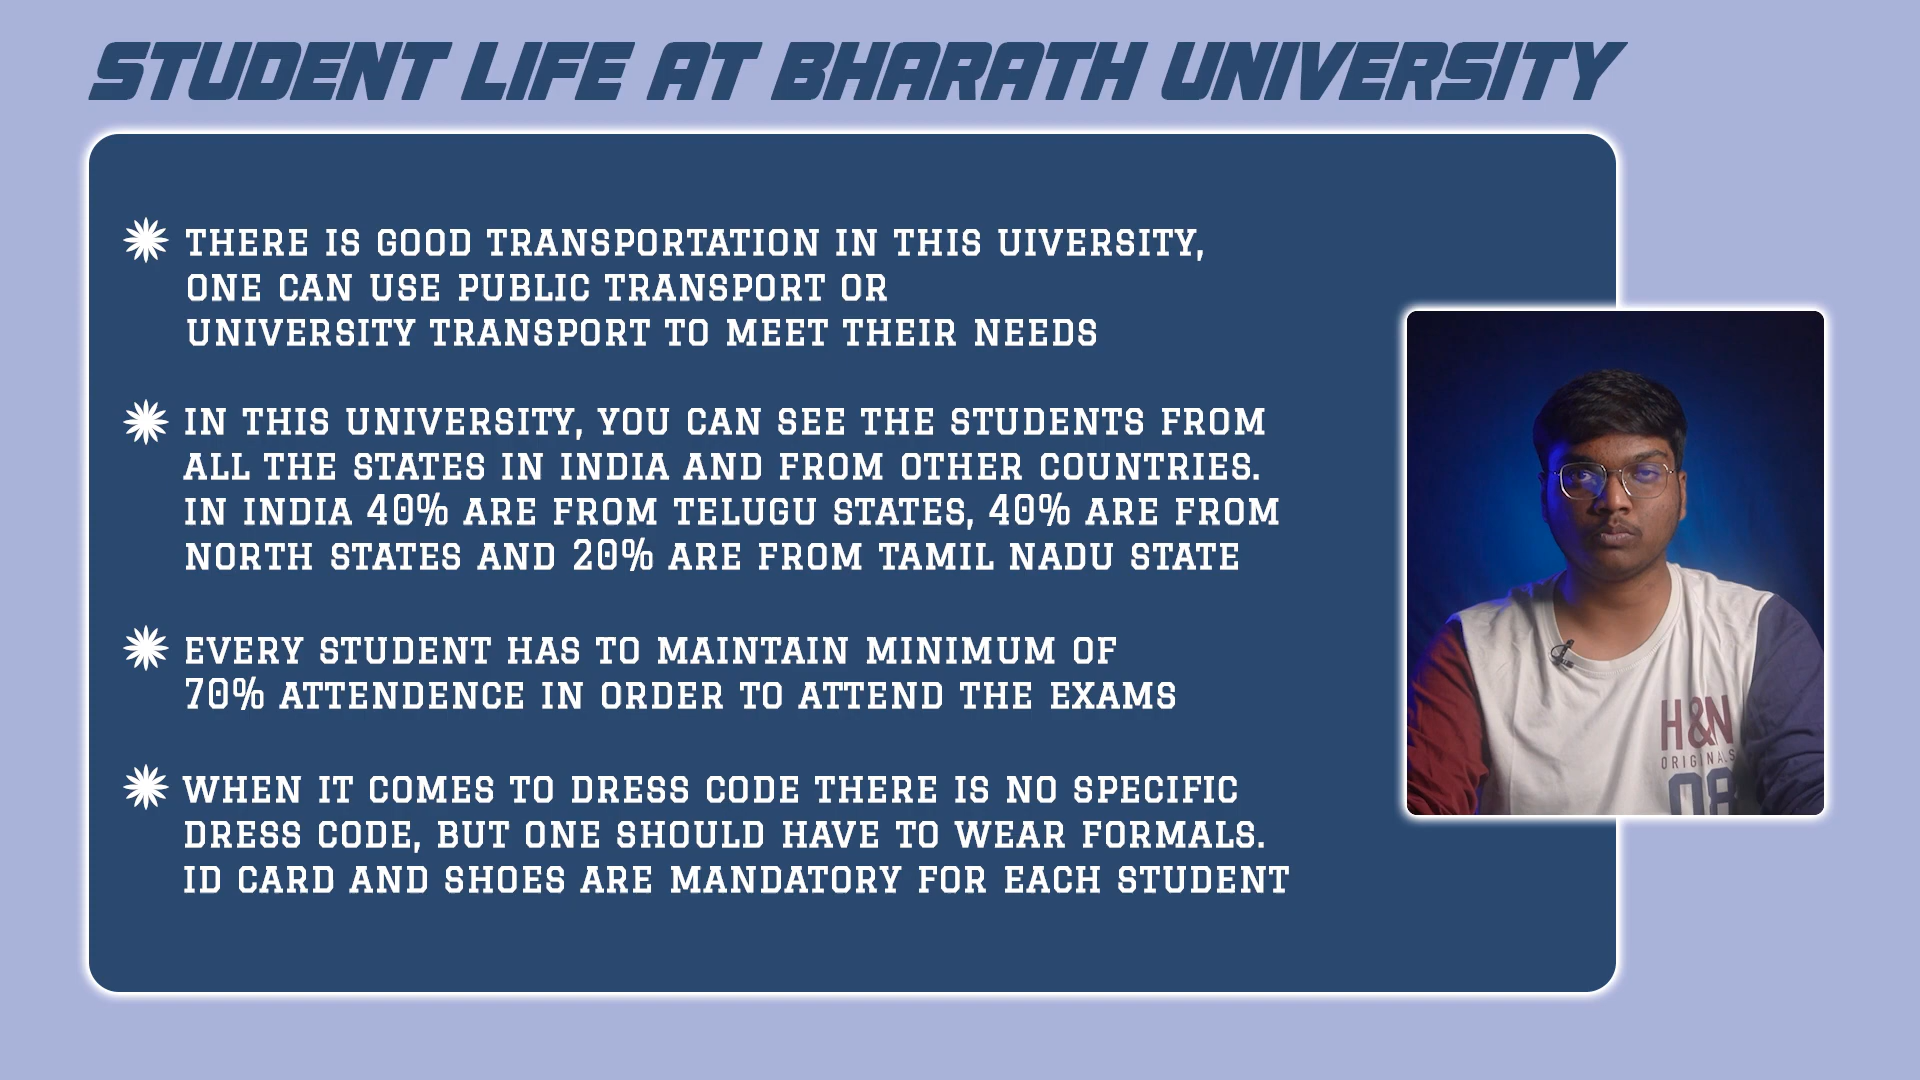 STUDENT LIFE AT BHARATH UNIVERSITY
THERE IS GOOD TRANSPORTATION IN THIS UIVERSITY,
ONE CAN USE PUBLIC TRANSPORT OR
UNIVERSITY TRANSPORT TO MEET THEIR NEEDS
IN THIS UNIVERSITY, YOU CAN SEE THE STUDENTS FROM
ALL THE STATES IN INDIA AND FROM OTHER COUNTRIES.
IN INDIA 40% ARE FROM TELUGU STATES, 40% ARE FROM
NORTH STATES AND 20% ARE FROM TAMIL NADU STATE
EVERY STUDENT HAS TO MAINTAIN MINIMUM OF
70% ATTENDENCE IN ORDER TO ATTEND THE EXAMS
WHEN IT COMES TO DRESS CODE THERE IS NO SPECIFIC
DRESS CODE, BUT ONE SHOULD HAVE TO WEAR FORMALS.
ID CARD AND SHOES ARE MANDATORY FOR EACH STUDENT
H&N
ORIGINALS
08